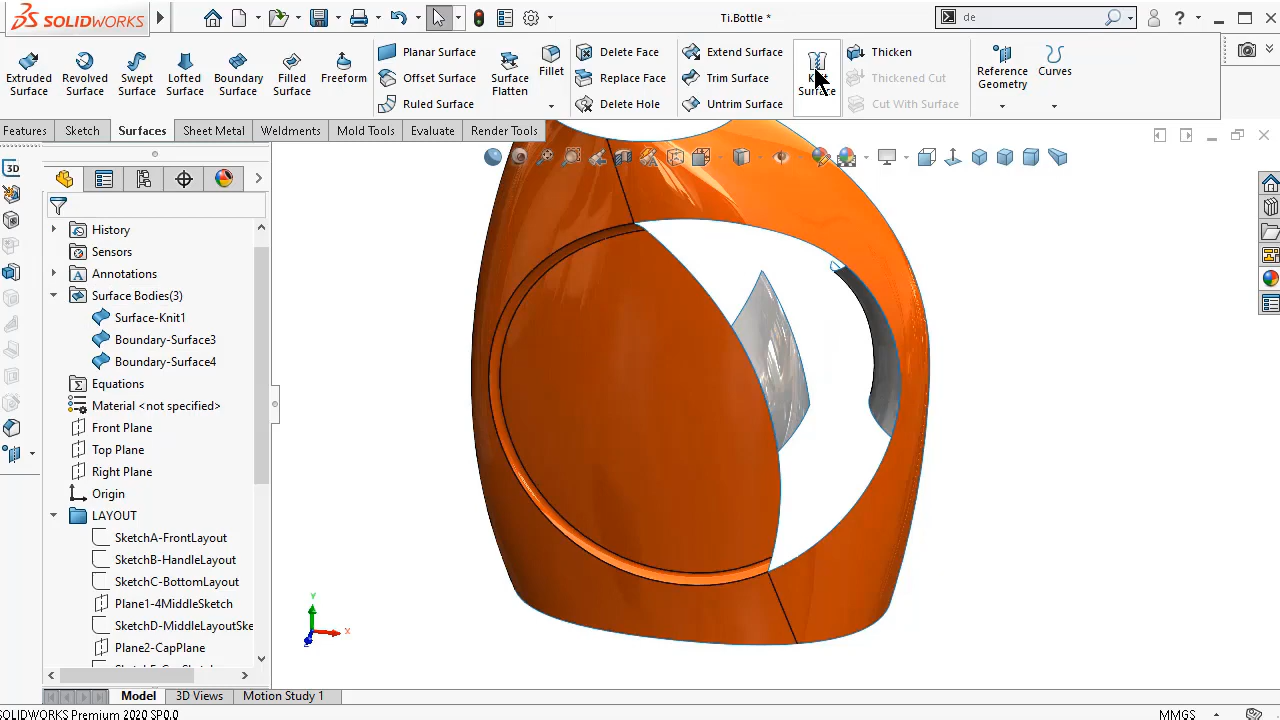 SOLIDWORKS
Ti.Bottle *
de
Extruded Surface
Revolved Surface
Swept Surface
Lofted Surface
Boundary Surface
Filled Surface
Freeform
Planar Surface
Offset Surface
Ruled Surface
Surface Flatten
Fillet
Delete Face
Replace Face
Delete Hole
Extend Surface
Trim Surface
Untrim Surface
Knit Surface
Thicken
Thickened Cut
Cut With Surface
Reference Geometry
Curves
Features
Sketch
Surfaces
Sheet Metal
Weldments
Mold Tools
Evaluate
Render Tools
3D
History
Sensors
Annotations
Surface Bodies(3)
Surface-Knit1
Boundary-Surface3
Boundary-Surface4
Equations
Material <not specified>
Front Plane
Top Plane
Right Plane
Origin
LAYOUT
SketchA-FrontLayout
SketchB-HandleLayout
SketchC-BottomLayout
Plane1-4MiddleSketch
SketchD-MiddleLayoutSke
Plane2-CapPlane
Y
X
Z
Model
3D Views
Motion Study 1
SOLIDWORKS Premium 2020 SP0.0
MMGS